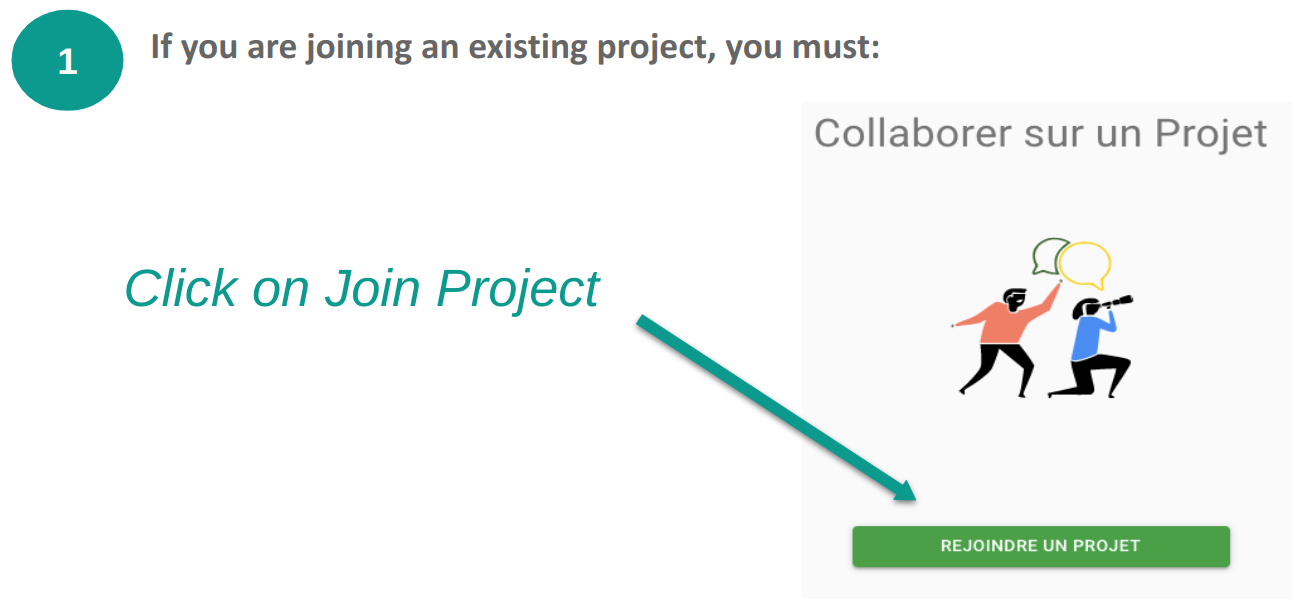 1
If you are joining an existing project, you must:
Collaborer sur un Projet
Click on Join Project
REJOINDRE UN PROJET